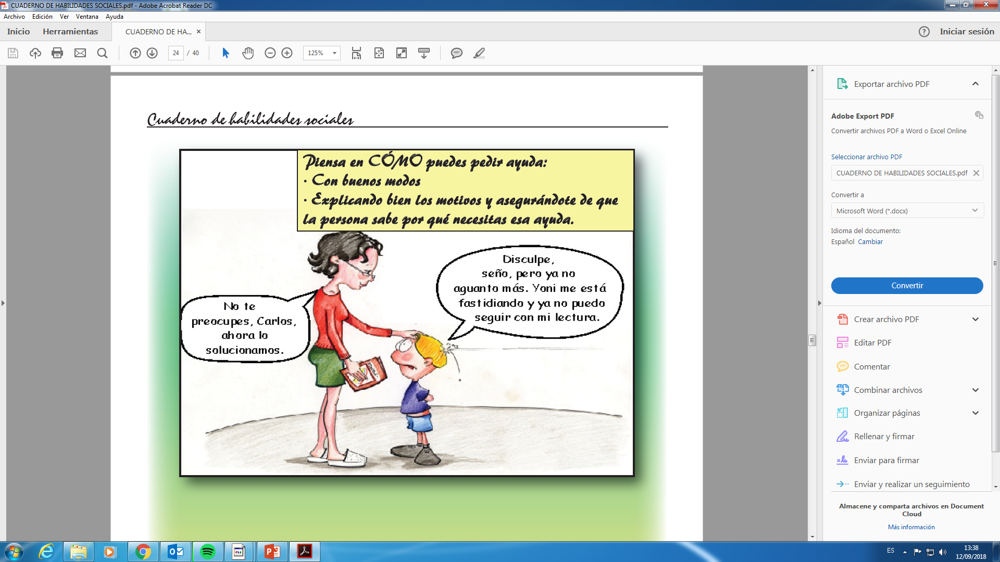 CUADERNO DE HABILIDADES SOCIALES.pdf - Adobe Acrobat Reader DC
Archivo Edición Ver Ventana Ayuda
Inicio Herramientas CUADERNO DE HA... × Iniciar sesión
24 / 40 125%
Cuaderno de habilidades sociales
Piensa en CÓMO puedes pedir ayuda:
· Con buenos modos
· Explicando bien los motivos y asegurándote de que
la persona sabe por qué necesitas esa ayuda.
Disculpe,
seño, pero ya no
aguanto más. Yoni me está
fastidiando y ya no puedo
seguir con mi lectura.
No te
preocupes, Carlos,
ahora lo
solucionamos.
Exportar archivo PDF
Adobe Export PDF
Convertir archivos PDF a Word o Excel Online
Seleccionar archivo PDF
CUADERNO DE HABILIDADES SOCIALES.pdf
Convertir a
Microsoft Word (*.docx)
Idioma del documento:
Español Cambiar
Convertir
Crear archivo PDF
Editar PDF
Comentar
Combinar archivos
Organizar páginas
Rellenar y firmar
Enviar para firmar
Enviar y realizar un seguimiento
Almacene y comparta archivos en Document
Cloud
Más información
ES
13:38
12/09/2018